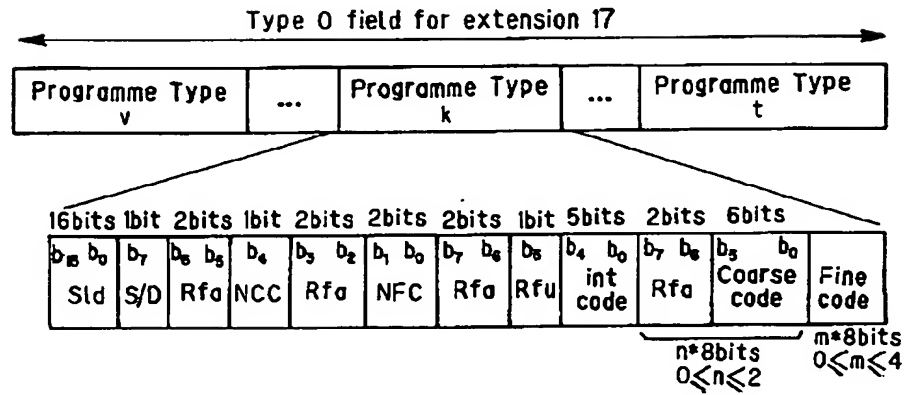 Type 0 field for extension 17
Programme Type v
...
Programme Type k
...
Programme Type t
16bits 1bit 2bits 1bit 2bits 2bits 2bits 1bit 5bits 2bits 6bits
b15 b0 b7 b6 b5 b4 b3 b2 b1 b0 b7 b6 b5 b4 b0 b7 b6 b5 b0
SId S/D Rfa NCC Rfa NFC Rfa Rfu int code Rfa Coarse code Fine code
n*8bits
0≤n≤2
m*8bits
0≤m≤4